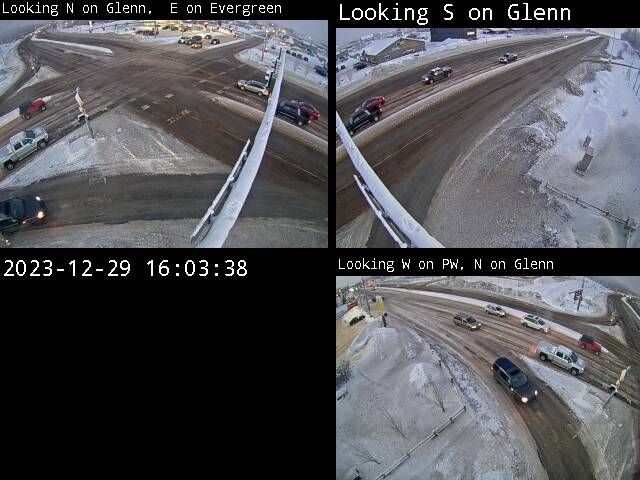 Looking N on Glenn,  E on Evergreen
Looking S on Glenn
2023-12-29 16:03:38
Looking W on PW, N on Glenn